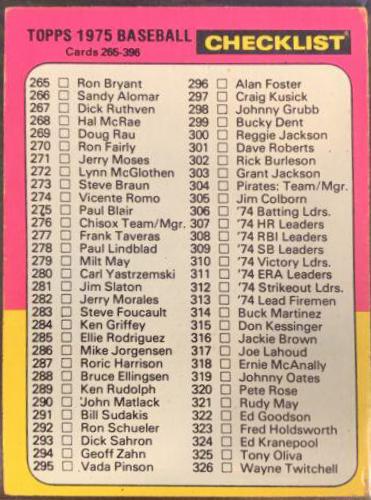 TOPPS 1975 BASEBALL CHECKLIST
Cards 265-396
265 Ron Bryant
266 Sandy Alomar
267 Dick Ruthven
268 Hal McRae
269 Doug Rau
270 Ron Fairly
271 Jerry Moses
272 Lynn McGlothen
273 Steve Braun
274 Vicente Romo
275 Paul Blair
276 Chisox Team/Mgr.
277 Frank Taveras
278 Paul Lindblad
279 Milt May
280 Carl Yastrzemski
281 Jim Slaton
282 Jerry Morales
283 Steve Foucault
284 Ken Griffey
285 Ellie Rodriguez
286 Mike Jorgensen
287 Roric Harrison
288 Bruce Ellingsen
289 Ken Rudolph
290 John Matlack
291 Bill Sudakis
292 Ron Schueler
293 Dick Sahron
294 Geoff Zahn
295 Vada Pinson
296 Alan Foster
297 Craig Kusick
298 Johnny Grubb
299 Bucky Dent
300 Reggie Jackson
301 Dave Roberts
302 Rick Burleson
303 Grant Jackson
304 Pirates: Team/Mgr.
305 Jim Colborn
306 '74 Batting Ldrs.
307 '74 HR Leaders
308 '74 RBI Leaders
309 '74 SB Leaders
310 '74 Victory Ldrs.
311 '74 ERA Leaders
312 '74 Strikeout Ldrs.
313 '74 Lead Firemen
314 Buck Martinez
315 Don Kessinger
316 Jackie Brown
317 Joe Lahoud
318 Ernie McAnally
319 Johnny Oates
320 Pete Rose
321 Rudy May
322 Ed Goodson
323 Fred Holdsworth
324 Ed Kranepool
325 Tony Oliva
326 Wayne Twitchell